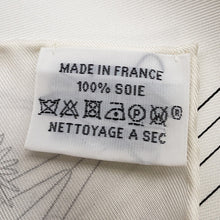 MADE IN FRANCE
100% SOIE
P W ®
NETTOYAGE A SEC